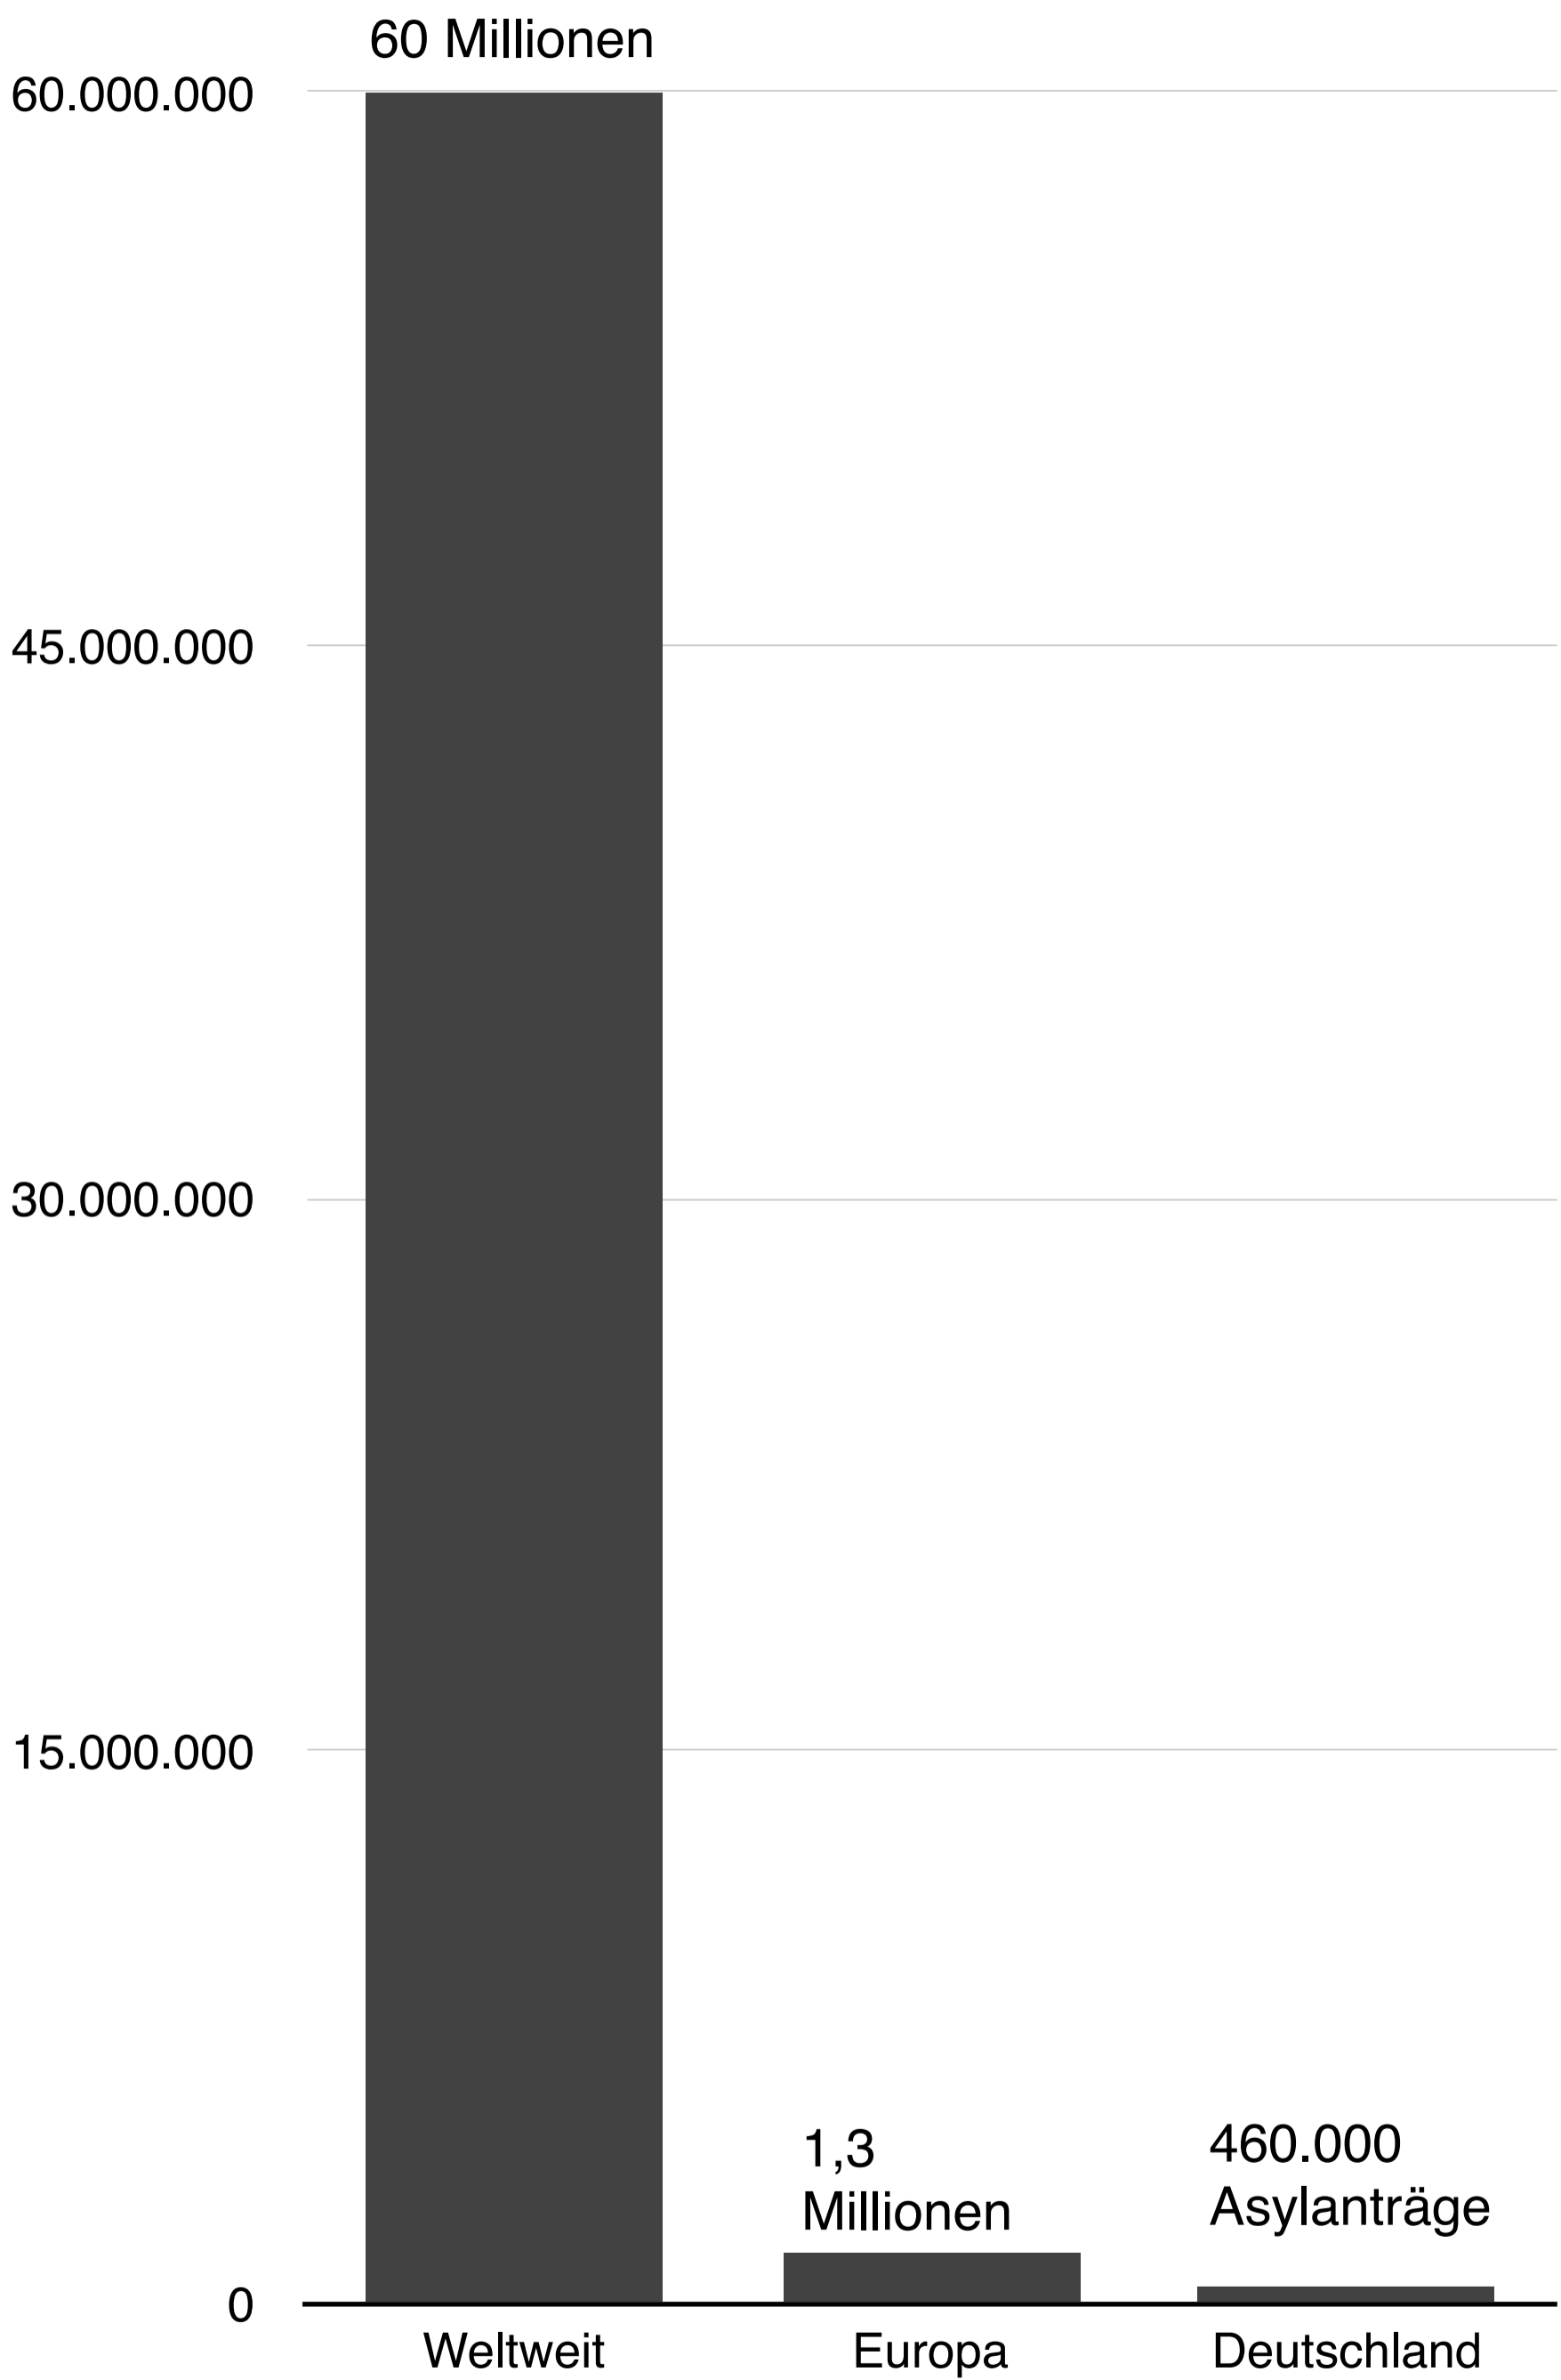 60 Millionen
60.000.000
45.000.000
30.000.000
15.000.000
1,3
Millionen
460.000
Asylanträge
0
Weltweit
Europa
Deutschland